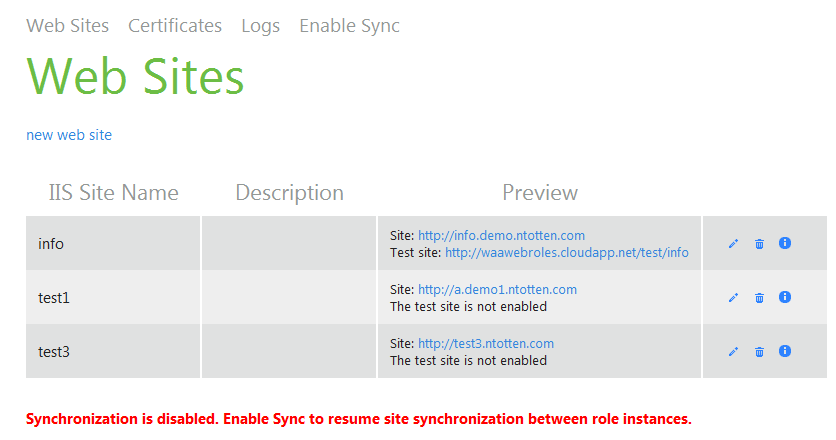 Web Sites Certificates Logs Enable Sync
Web Sites
new web site
IIS Site Name Description Preview
info
Site: http://info.demo.ntotten.com
Test site: http://waawebroles.cloudapp.net/test/info
test1
Site: http://a.demo1.ntotten.com
The test site is not enabled
test3
Site: http://test3.ntotten.com
The test site is not enabled
Synchronization is disabled. Enable Sync to resume site synchronization between role instances.